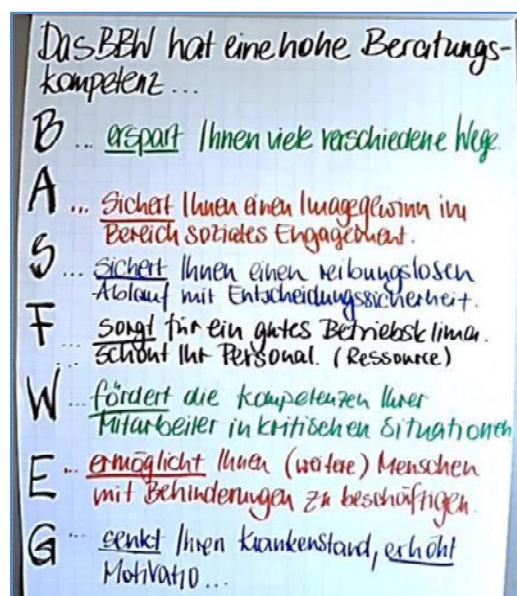 Das BBW hat eine hohe Beratungs-
kompetenz...
B ... erspart Ihnen viele verschiedene Wege.
A ... Sichert Ihnen einen Imagegewinn im
Bereich soziales Engagement.
S ... sichert Ihnen einen reibungslosen
Ablauf mit Entscheidungssicherheit.
F ... sorgt für ein gutes Betriebsklima.
... schont Ihr Personal. (Ressource)
W ... fördert die Kompetenzen Ihrer
Mitarbeiter in kritischen Situationen
E ... ermöglicht Ihnen (weitere) Menschen
mit Behinderungen zu beschäftigen.
G ... senkt Ihren Krankenstand, erhöht
Motivatio...